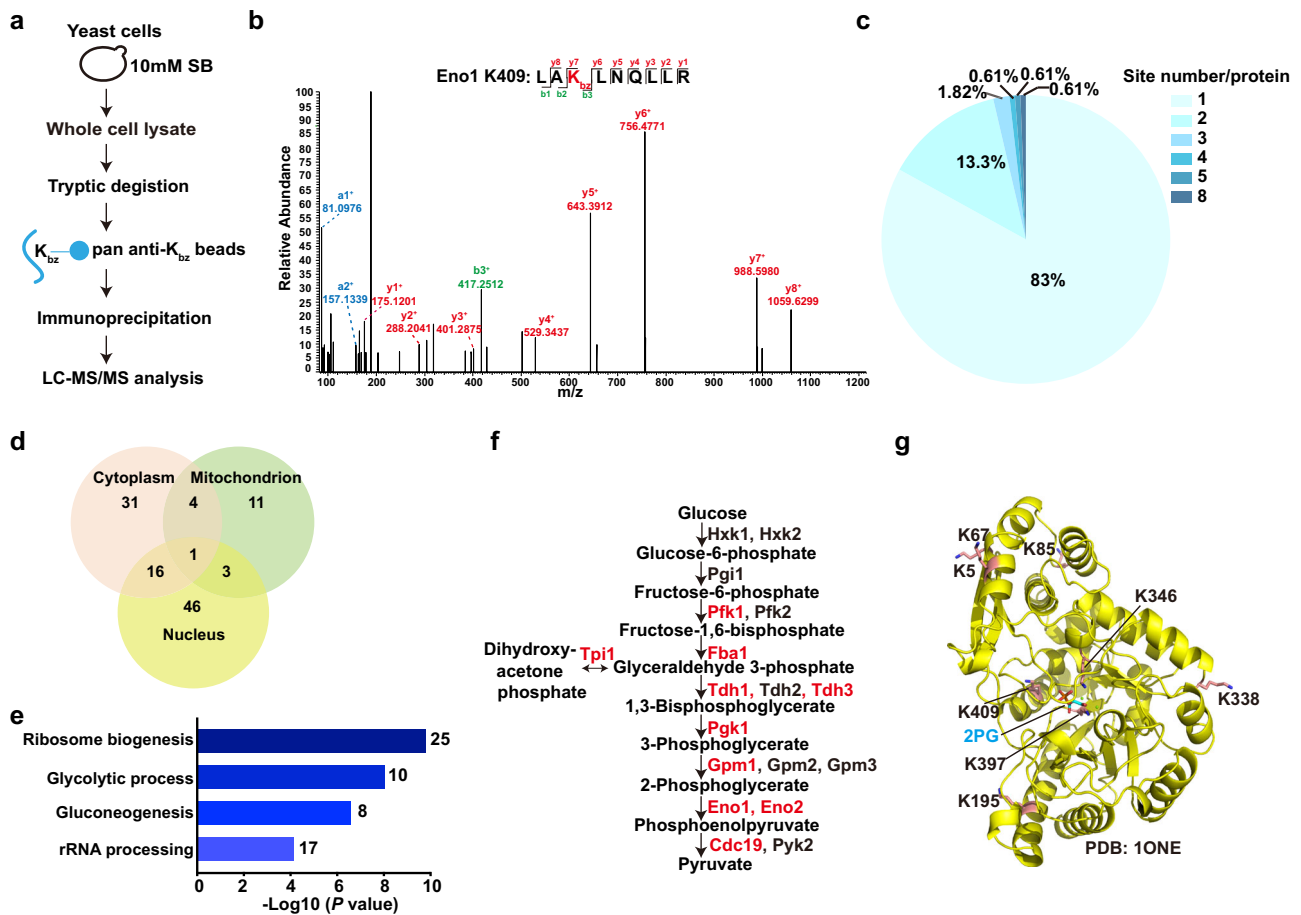 a
Yeast cells
10mM SB
Whole cell lysate
Tryptic degistion
Kbz pan anti-Kbz beads
Immunoprecipitation
LC-MS/MS analysis
b
Eno1 K409: L A Kbz L N Q L L R
y8 y7 y6 y5 y4 y3 y2 y1
b1 b2 b3
Relative Abundance
100
95
90
85
80
75
70
65
60
55
50
45
40
35
30
25
20
15
10
5
0
a1+
81.0976
a2+
157.1339
y1+
175.1201
y2+
288.2041
y3+
401.2875
b3+
417.2512
y4+
529.3437
y5+
643.3912
y6+
756.4771
y7+
988.5980
y8+
1059.6299
100 200 300 400 500 600 700 800 900 1000 1100 1200
m/z
c
0.61% 0.61%
1.82% 0.61%
13.3%
83%
Site number/protein
1
2
3
4
5
8
d
Cytoplasm Mitochondrion
31 4 11
1
16 3
46
Nucleus
e
Ribosome biogenesis 25
Glycolytic process 10
Gluconeogenesis 8
rRNA processing 17
0 2 4 6 8 10
-Log10 (P value)
f
Glucose
Hxk1, Hxk2
Glucose-6-phosphate
Pgi1
Fructose-6-phosphate
Pfk1, Pfk2
Fructose-1,6-bisphosphate
Fba1
Dihydroxy-
acetone
phosphate
Tpi1
Glyceraldehyde 3-phosphate
Tdh1, Tdh2, Tdh3
1,3-Bisphosphoglycerate
Pgk1
3-Phosphoglycerate
Gpm1, Gpm2, Gpm3
2-Phosphoglycerate
Eno1, Eno2
Phosphoenolpyruvate
Cdc19, Pyk2
Pyruvate
g
K67
K5
K85
K346
K409
K338
2PG
K397
K195
PDB: 1ONE